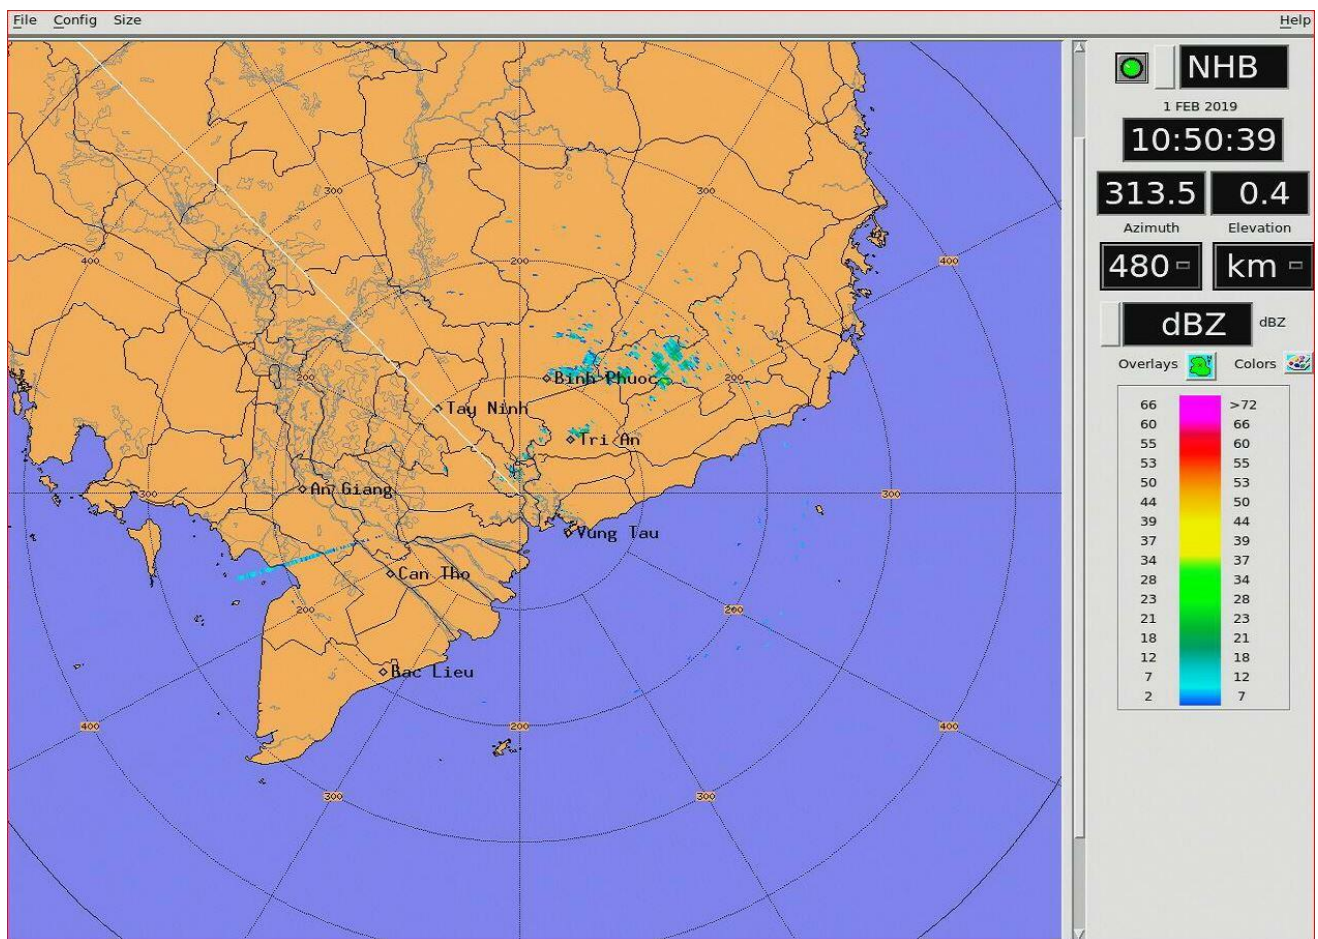 File Config Size Help
NHB
1 FEB 2019
10:50:39
313.5 0.4
Azimuth Elevation
480 km
dBZ dBZ
Overlays Colors
66 >72
60 66
55 60
53 55
50 53
44 50
39 44
37 39
34 37
28 34
23 28
21 23
18 21
12 18
7 12
2 7
300 300
400 200 400
200 Binh Phuoc 200
Tay Ninh
Tri An
An Giang
300 300
Vung Tau
Can Tho
200 200
Bac Lieu
400 200 400
300 300